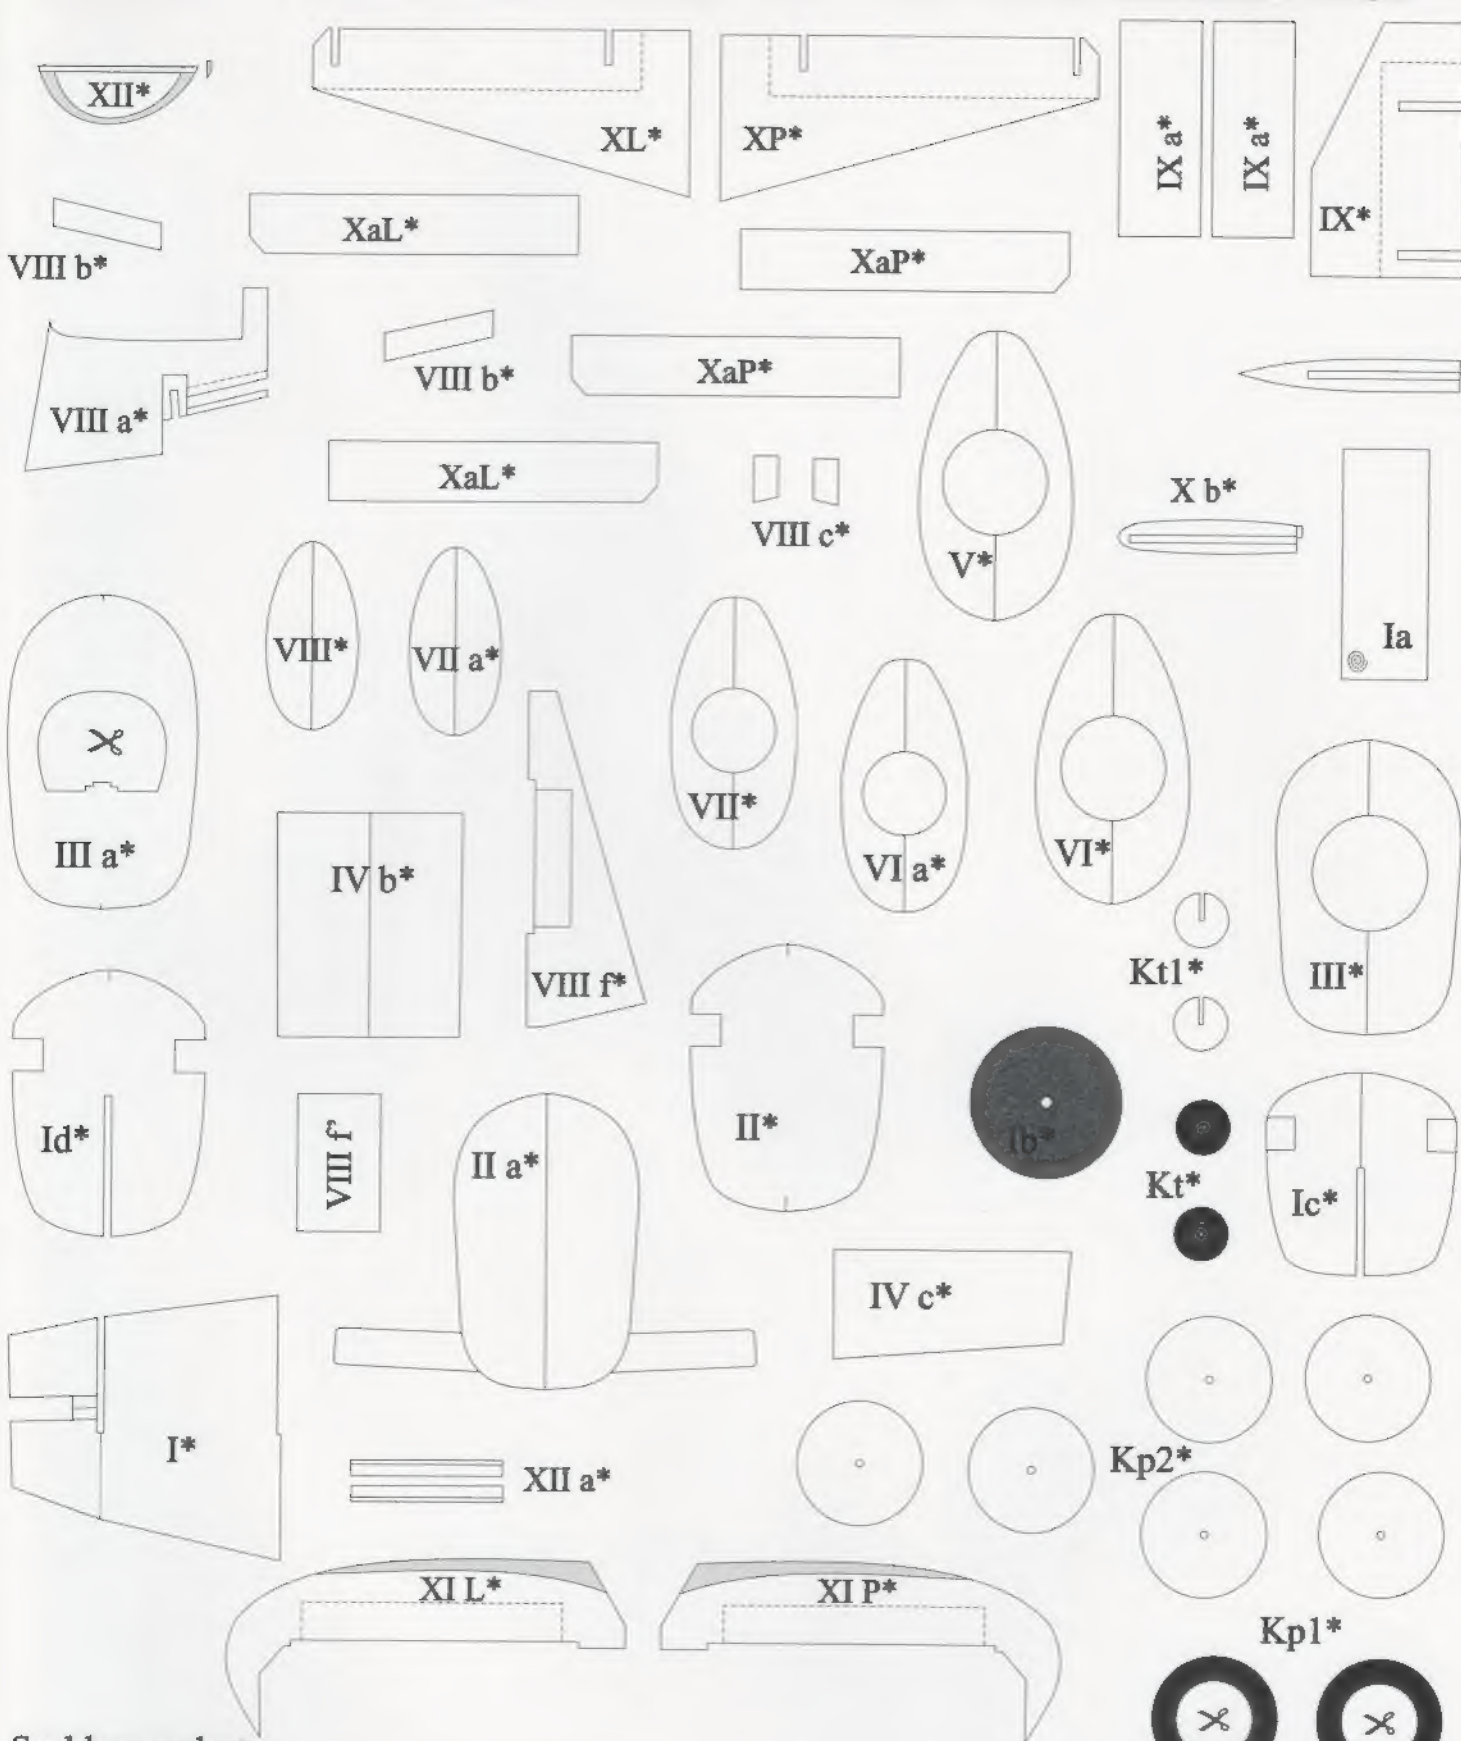 XII*
XL*
XP*
IX a*
IX a*
IX*
VIII b*
XaL*
XaP*
VIII a*
VIII b*
XaP*
XaL*
VIII c*
V*
X b*
Ia
VIII*
VII a*
III a*
IV b*
VIII f*
VII*
VI a*
VI*
Kt1*
III*
Id*
VIII f'
II a*
II*
Ib*
Kt*
Ic*
IV c*
I*
XII a*
Kp2*
XI L*
XI P*
Kp1*